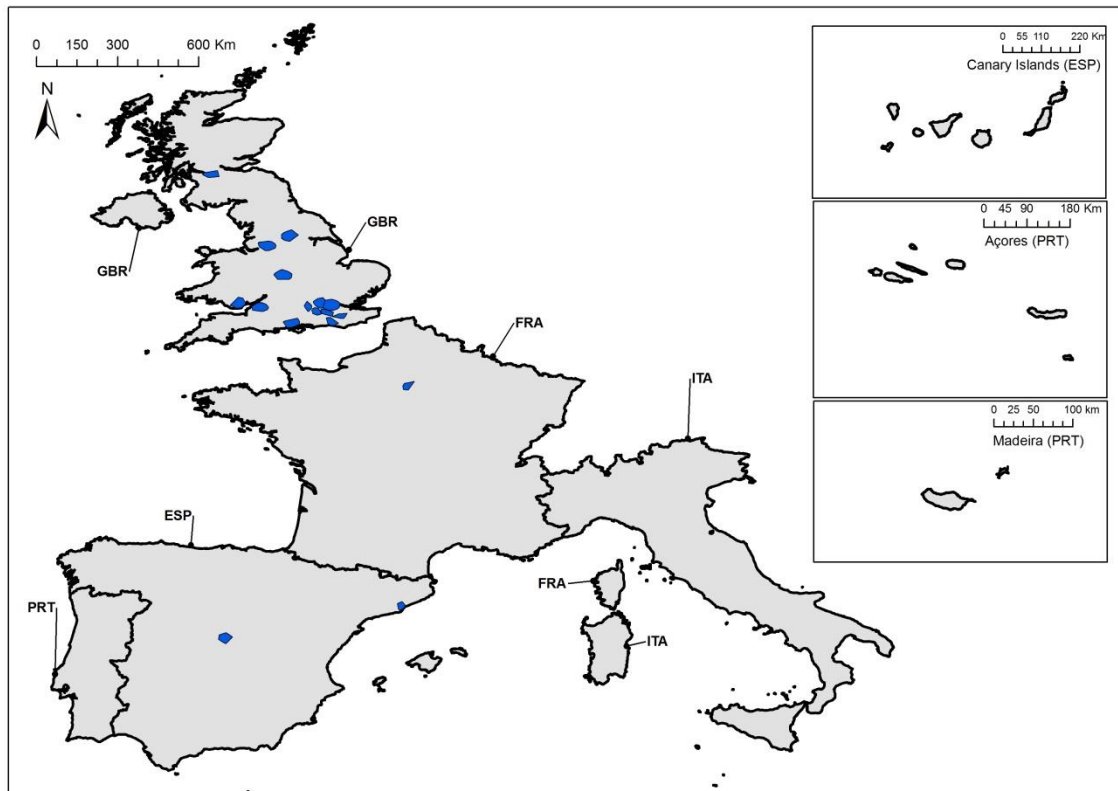 0 150 300 600 Km
N
GBR
GBR
FRA
ITA
ESP
PRT
FRA
ITA
0 55 110 220 Km
Canary Islands (ESP)
0 45 90 180 Km
Açores (PRT)
0 25 50 100 km
Madeira (PRT)